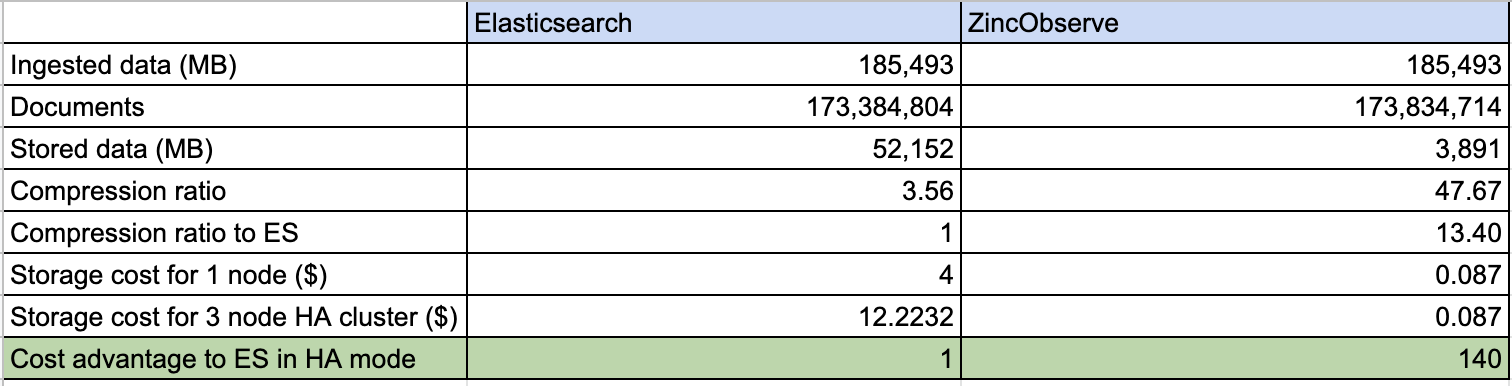 Elasticsearch ZincObserve
Ingested data (MB) 185,493 185,493
Documents 173,384,804 173,834,714
Stored data (MB) 52,152 3,891
Compression ratio 3.56 47.67
Compression ratio to ES 1 13.40
Storage cost for 1 node ($) 4 0.087
Storage cost for 3 node HA cluster ($) 12.2232 0.087
Cost advantage to ES in HA mode 1 140